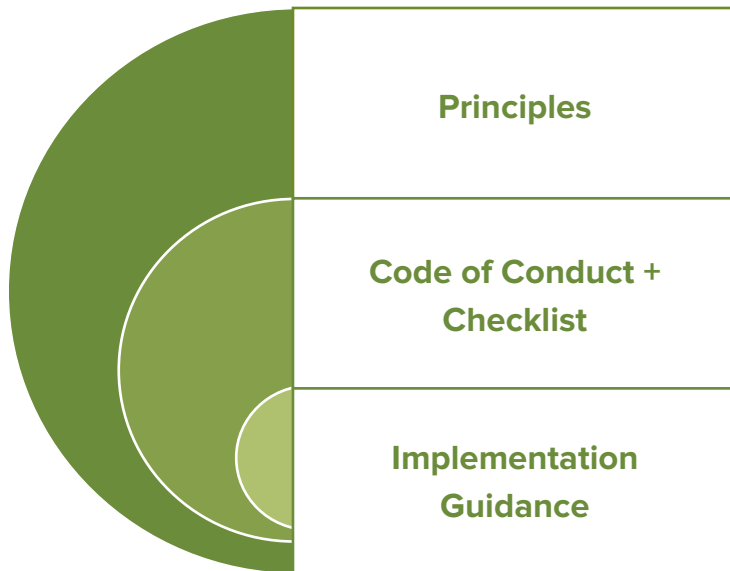 Principles
Code of Conduct +
Checklist
Implementation
Guidance